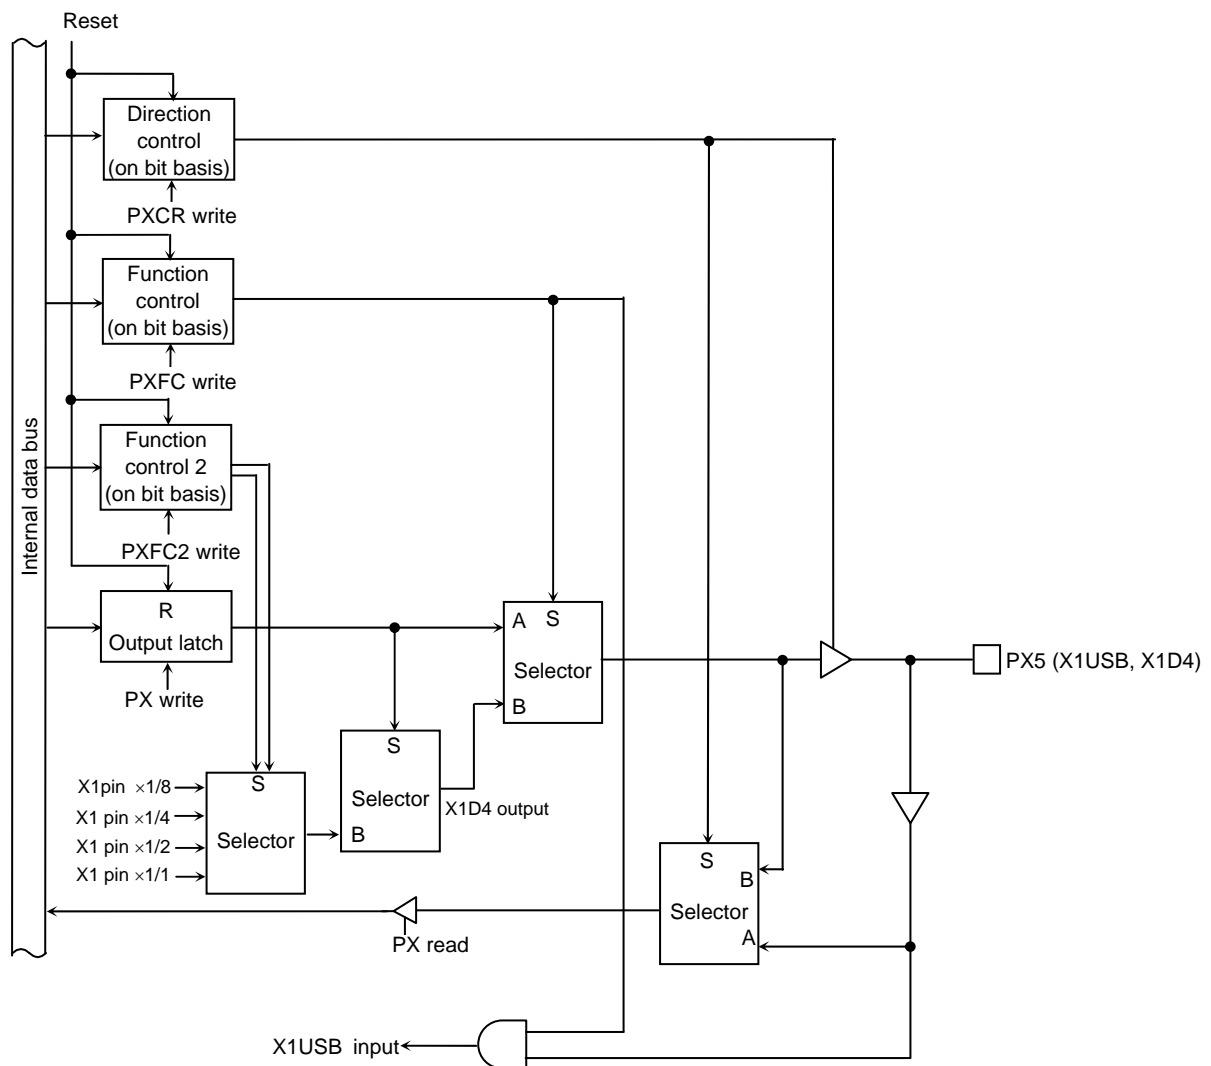 Reset
Direction
control
(on bit basis)
PXCR write
Function
control
(on bit basis)
PXFC write
Internal data bus
Function
control 2
(on bit basis)
PXFC2 write
R
Output latch
PX write
A
S
Selector
B
PX5 (X1USB, X1D4)
S
Selector
B
X1D4 output
X1pin ×1/8
X1 pin ×1/4
X1 pin ×1/2
X1 pin ×1/1
S
Selector
S
B
Selector
A
PX read
X1USB input